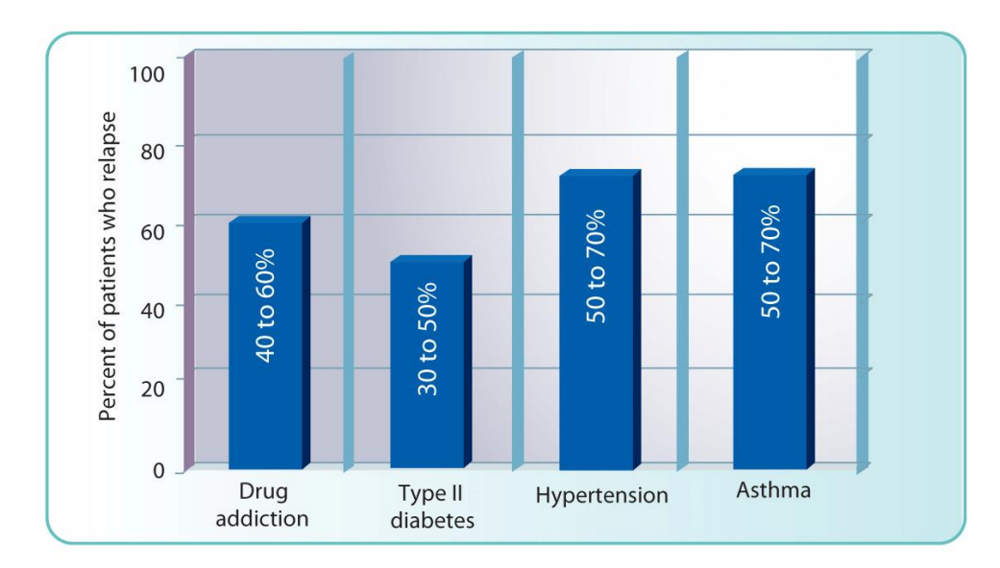 Percent of patients who relapse
100
80
60
40
20
0
40 to 60%
30 to 50%
50 to 70%
50 to 70%
Drug
addiction
Type II
diabetes
Hypertension
Asthma